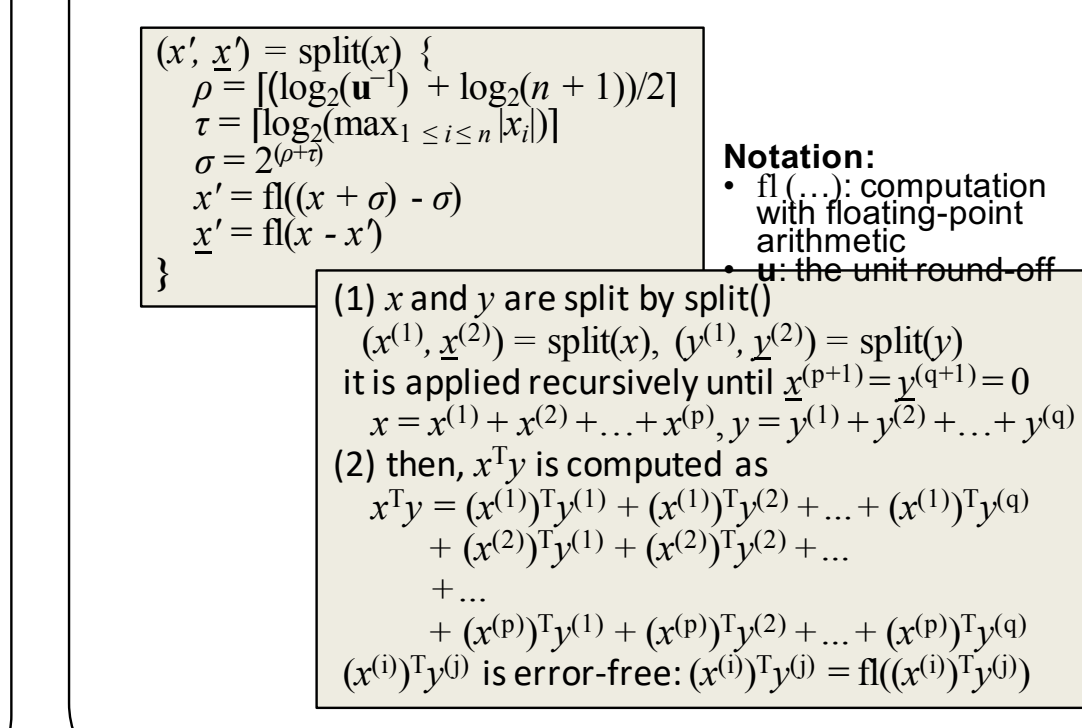 (x′, x̲′) = split(x) {
ρ = ⌈(log₂(u⁻¹) + log₂(n + 1))/2⌉
τ = ⌈log₂(max₁ ≤ i ≤ n |xᵢ|)⌉
σ = 2^(ρ+τ)
x′ = fl((x + σ) - σ)
x̲′ = fl(x - x′)
}
Notation:
• fl (…): computation
with floating-point
arithmetic
• u: the unit round-off
(1) x and y are split by split()
(x⁽¹⁾, x̲⁽²⁾) = split(x), (y⁽¹⁾, y̲⁽²⁾) = split(y)
it is applied recursively until x̲⁽ᵖ⁺¹⁾ = y̲^(q+1) = 0
x = x⁽¹⁾ + x⁽²⁾ +…+ x⁽ᵖ⁾, y = y⁽¹⁾ + y⁽²⁾ +…+ y^(q)
(2) then, xᵀy is computed as
xᵀy = (x⁽¹⁾)ᵀy⁽¹⁾ + (x⁽¹⁾)ᵀy⁽²⁾ + ... + (x⁽¹⁾)ᵀy^(q)
+ (x⁽²⁾)ᵀy⁽¹⁾ + (x⁽²⁾)ᵀy⁽²⁾ + ...
+ ...
+ (x⁽ᵖ⁾)ᵀy⁽¹⁾ + (x⁽ᵖ⁾)ᵀy⁽²⁾ + ... + (x⁽ᵖ⁾)ᵀy^(q)
(x⁽ⁱ⁾)ᵀy⁽ʲ⁾ is error-free: (x⁽ⁱ⁾)ᵀy⁽ʲ⁾ = fl((x⁽ⁱ⁾)ᵀy⁽ʲ⁾)